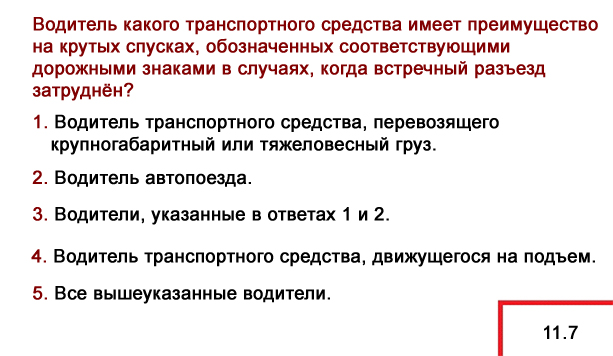 Водитель какого транспортного средства имеет преимущество
на крутых спусках, обозначенных соответствующими
дорожными знаками в случаях, когда встречный разъезд
затруднён?
1. Водитель транспортного средства, перевозящего
крупногабаритный или тяжеловесный груз.
2. Водитель автопоезда.
3. Водители, указанные в ответах 1 и 2.
4. Водитель транспортного средства, движущегося на подъем.
5. Все вышеуказанные водители.
11.7